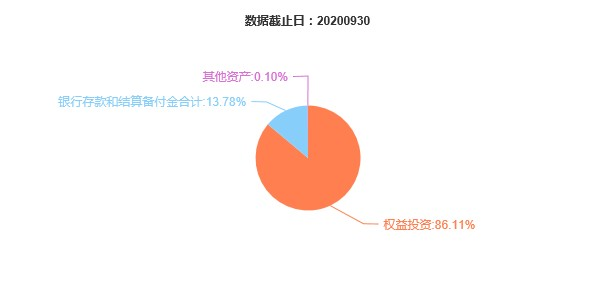 数据截止日：20200930
其他资产:0.10%
银行存款和结算备付金合计:13.78%
权益投资:86.11%